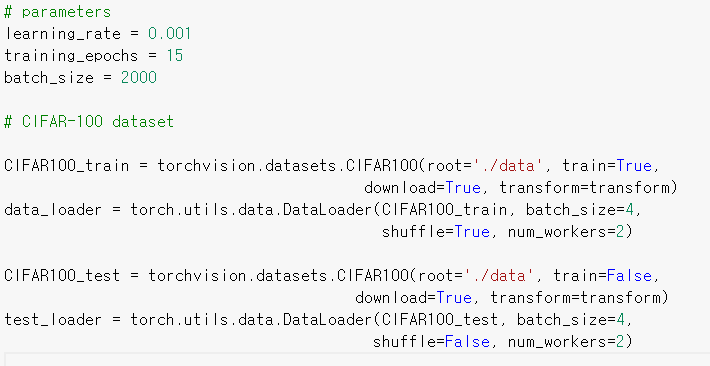 # parameters
learning_rate = 0.001
training_epochs = 15
batch_size = 2000
# CIFAR-100 dataset
CIFAR100_train = torchvision.datasets.CIFAR100(root='./data', train=True,
download=True, transform=transform)
data_loader = torch.utils.data.DataLoader(CIFAR100_train, batch_size=4,
shuffle=True, num_workers=2)
CIFAR100_test = torchvision.datasets.CIFAR100(root='./data', train=False,
download=True, transform=transform)
test_loader = torch.utils.data.DataLoader(CIFAR100_test, batch_size=4,
shuffle=False, num_workers=2)